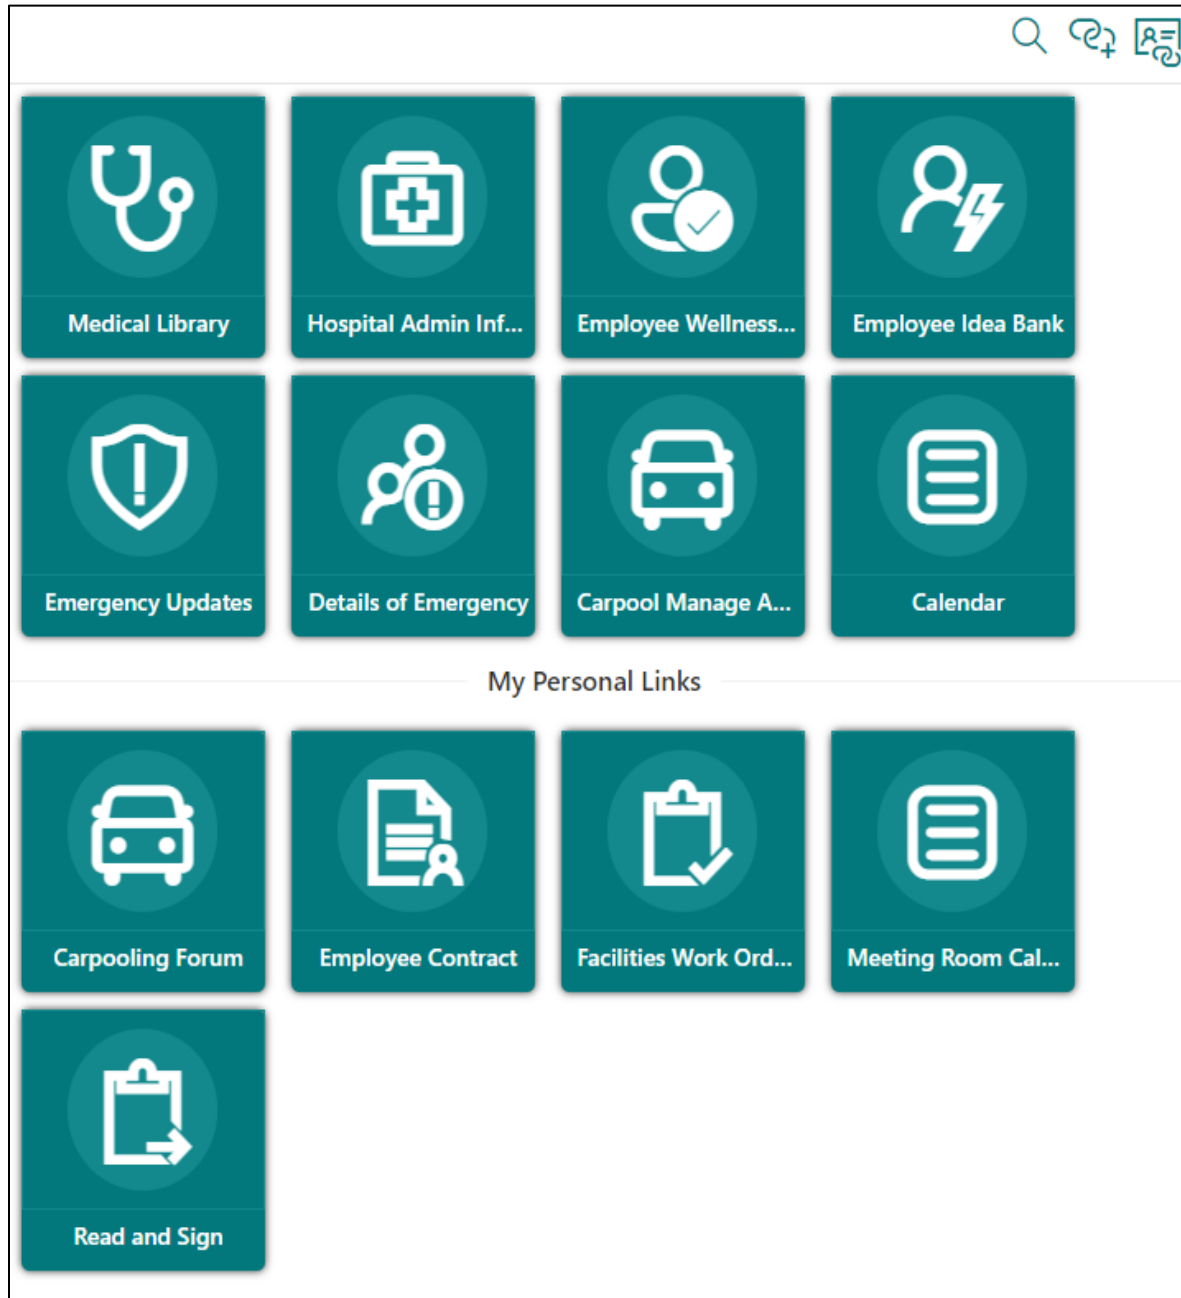 Medical Library
Hospital Admin Inf...
Employee Wellness...
Employee Idea Bank
Emergency Updates
Details of Emergency
Carpool Manage A...
Calendar
My Personal Links
Carpooling Forum
Employee Contract
Facilities Work Ord...
Meeting Room Cal...
Read and Sign